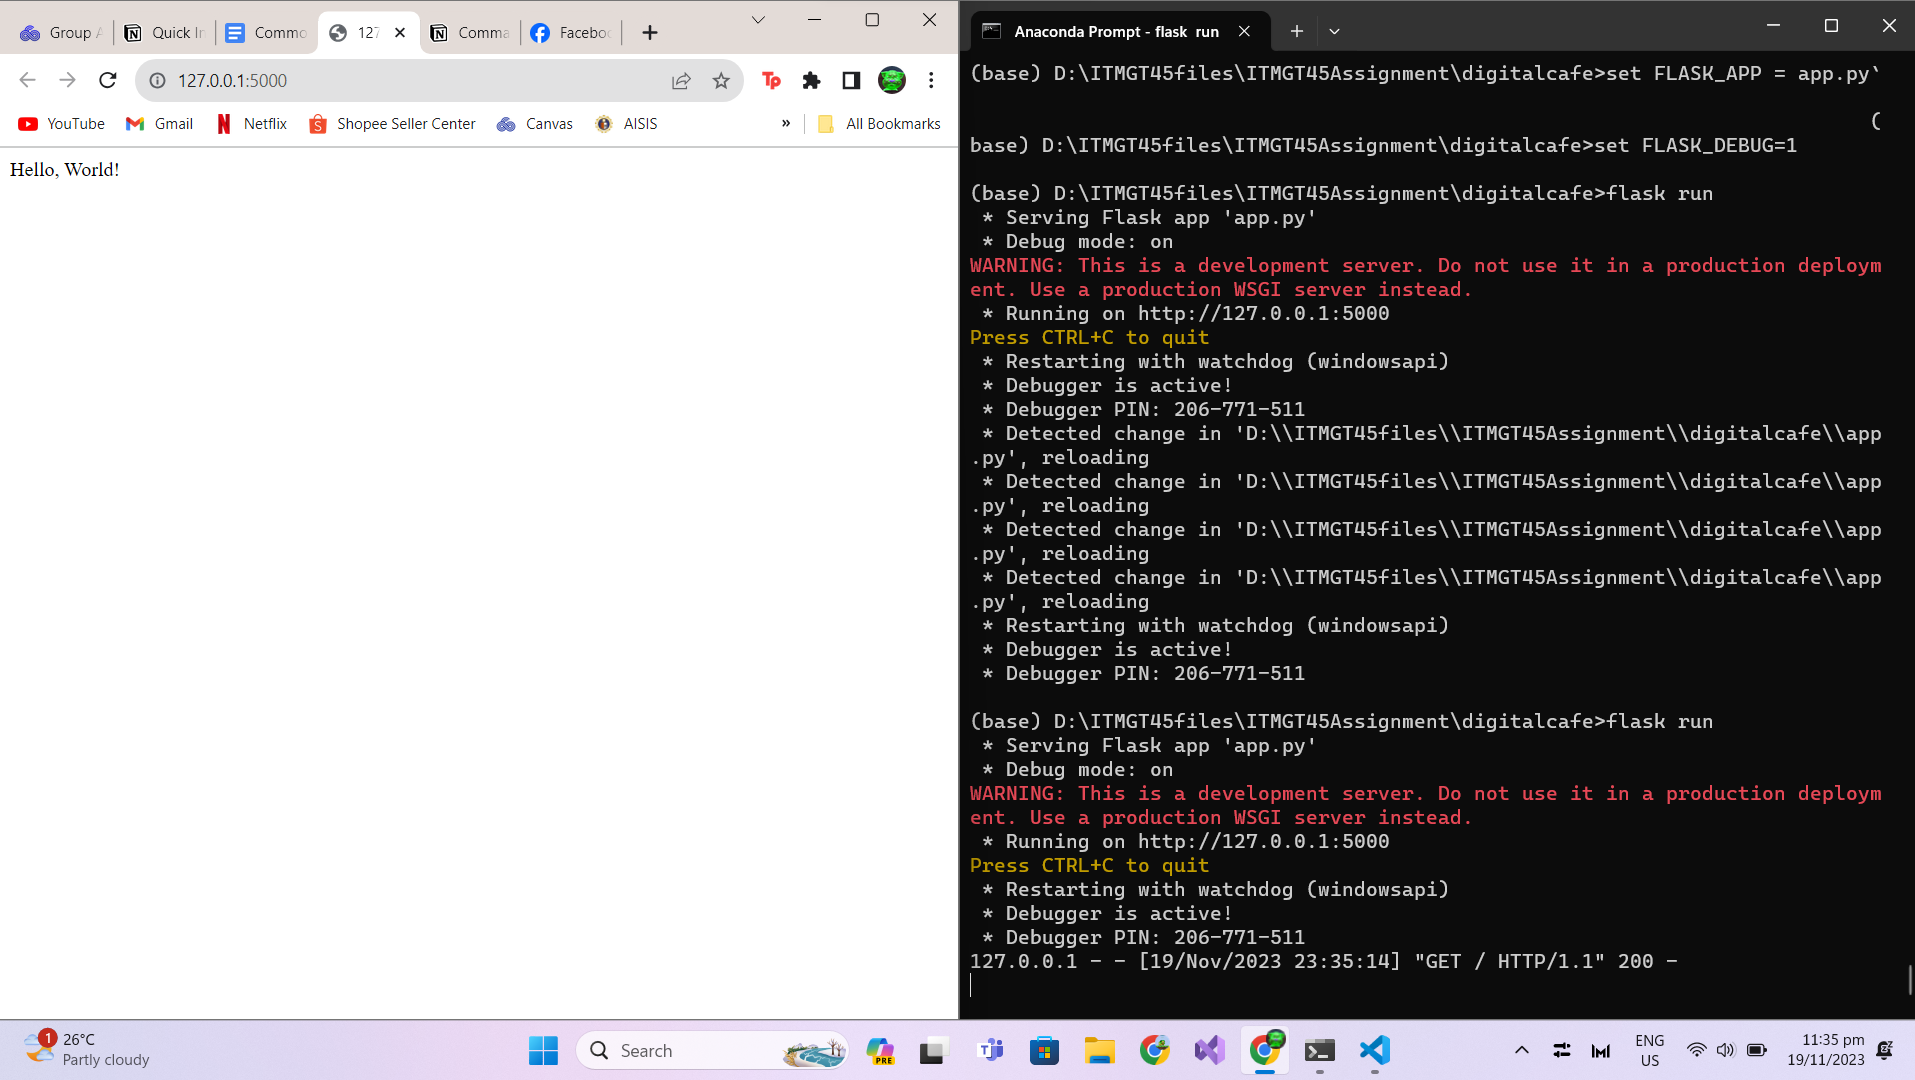 Group A
Quick In
Commo
127
Comma
Faceboo
127.0.0.1:5000
Tp
YouTube
Gmail
Netflix
Shopee Seller Center
Canvas
AISIS
»
All Bookmarks
Hello, World!
Anaconda Prompt - flask  run
(base) D:\ITMGT45files\ITMGT45Assignment\digitalcafe>set FLASK_APP = app.py`
(
base) D:\ITMGT45files\ITMGT45Assignment\digitalcafe>set FLASK_DEBUG=1
(base) D:\ITMGT45files\ITMGT45Assignment\digitalcafe>flask run
* Serving Flask app 'app.py'
* Debug mode: on
WARNING: This is a development server. Do not use it in a production deploym
ent. Use a production WSGI server instead.
* Running on http://127.0.0.1:5000
Press CTRL+C to quit
* Restarting with watchdog (windowsapi)
* Debugger is active!
* Debugger PIN: 206-771-511
* Detected change in 'D:\\ITMGT45files\\ITMGT45Assignment\\digitalcafe\\app
.py', reloading
* Detected change in 'D:\\ITMGT45files\\ITMGT45Assignment\\digitalcafe\\app
.py', reloading
* Detected change in 'D:\\ITMGT45files\\ITMGT45Assignment\\digitalcafe\\app
.py', reloading
* Detected change in 'D:\\ITMGT45files\\ITMGT45Assignment\\digitalcafe\\app
.py', reloading
* Restarting with watchdog (windowsapi)
* Debugger is active!
* Debugger PIN: 206-771-511
(base) D:\ITMGT45files\ITMGT45Assignment\digitalcafe>flask run
* Serving Flask app 'app.py'
* Debug mode: on
WARNING: This is a development server. Do not use it in a production deploym
ent. Use a production WSGI server instead.
* Running on http://127.0.0.1:5000
Press CTRL+C to quit
* Restarting with watchdog (windowsapi)
* Debugger is active!
* Debugger PIN: 206-771-511
127.0.0.1 - - [19/Nov/2023 23:35:14] "GET / HTTP/1.1" 200 -
1
26°C
Partly cloudy
Search
PRE
ENG
US
11:35 pm
19/11/2023